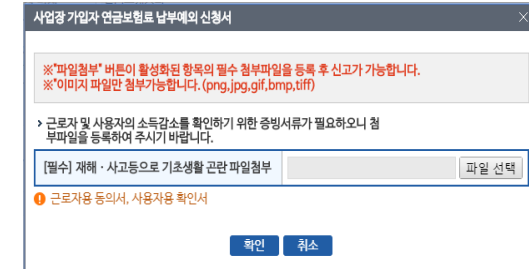 사업장 가입자 연금보험료 납부예외 신청서
※"파일첨부" 버튼이 활성화된 항목의 필수 첨부파일을 등록 후 신고가 가능합니다.
※"이미지 파일만 첨부가능합니다.(png,jpg,gif,bmp,tiff)
> 근로자 및 사용자의 소득감소를 확인하기 위한 증빙서류가 필요하오니 첨
부파일을 등록하여 주시기 바랍니다.
[필수] 재해 · 사고등으로 기초생활 곤란 파일첨부 파일 선택
근로자용 동의서, 사용자용 확인서
확인 취소